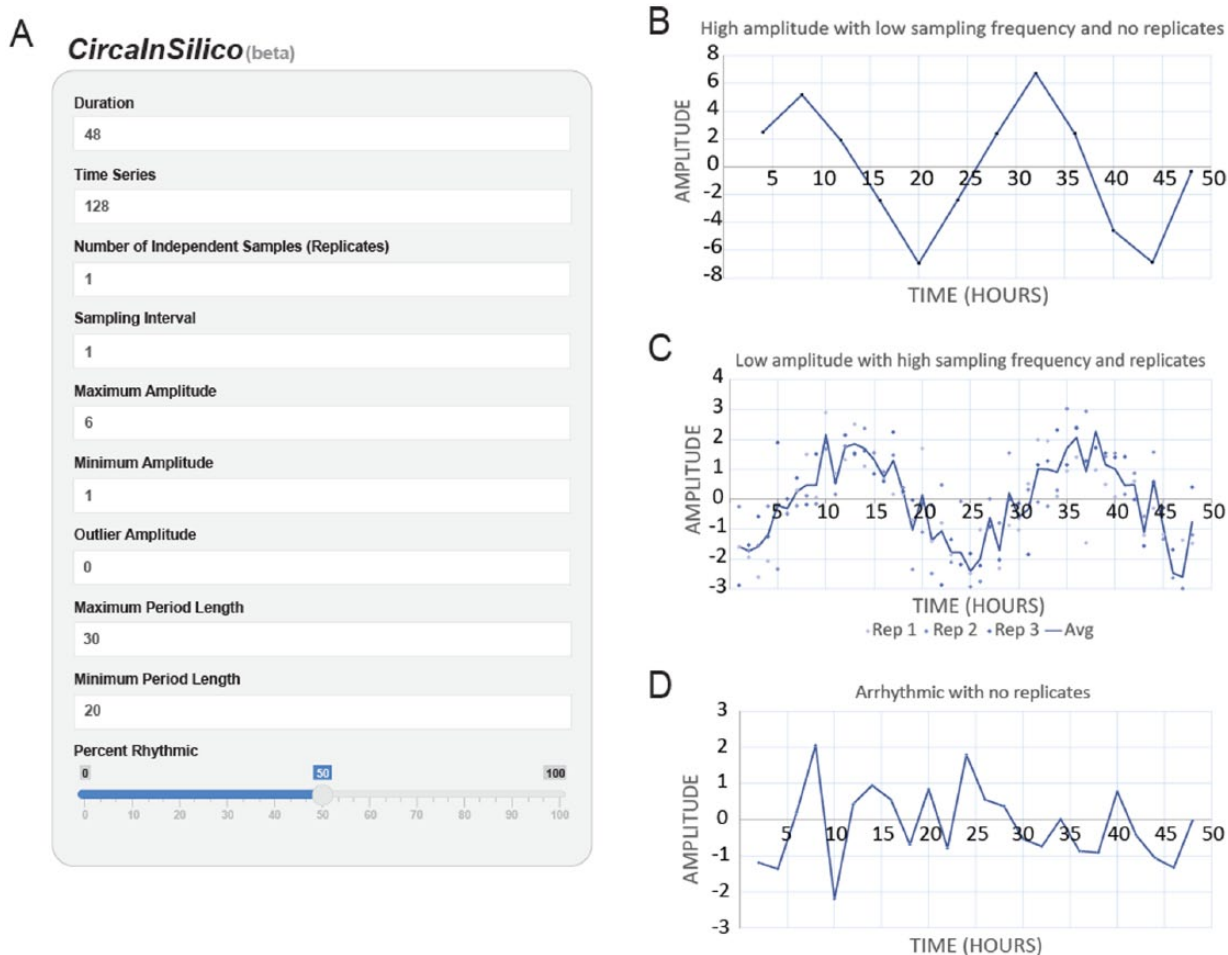 A
CircaInSilico (beta)
Duration
48
Time Series
128
Number of Independent Samples (Replicates)
1
Sampling Interval
1
Maximum Amplitude
6
Minimum Amplitude
1
Outlier Amplitude
0
Maximum Period Length
30
Minimum Period Length
20
Percent Rhythmic
0 50 100
0 10 20 30 40 50 60 70 80 90 100
B
High amplitude with low sampling frequency and no replicates
AMPLITUDE
8
6
4
2
0
-2
-4
-6
-8
5 10 15 20 25 30 35 40 45 50
TIME (HOURS)
C
Low amplitude with high sampling frequency and replicates
AMPLITUDE
4
3
2
1
0
-1
-2
-3
5 10 15 20 25 30 35 40 45 50
TIME (HOURS)
Rep 1 Rep 2 Rep 3 Avg
D
Arrhythmic with no replicates
AMPLITUDE
3
2
1
0
-1
-2
-3
5 10 15 20 25 30 35 40 45 50
TIME (HOURS)